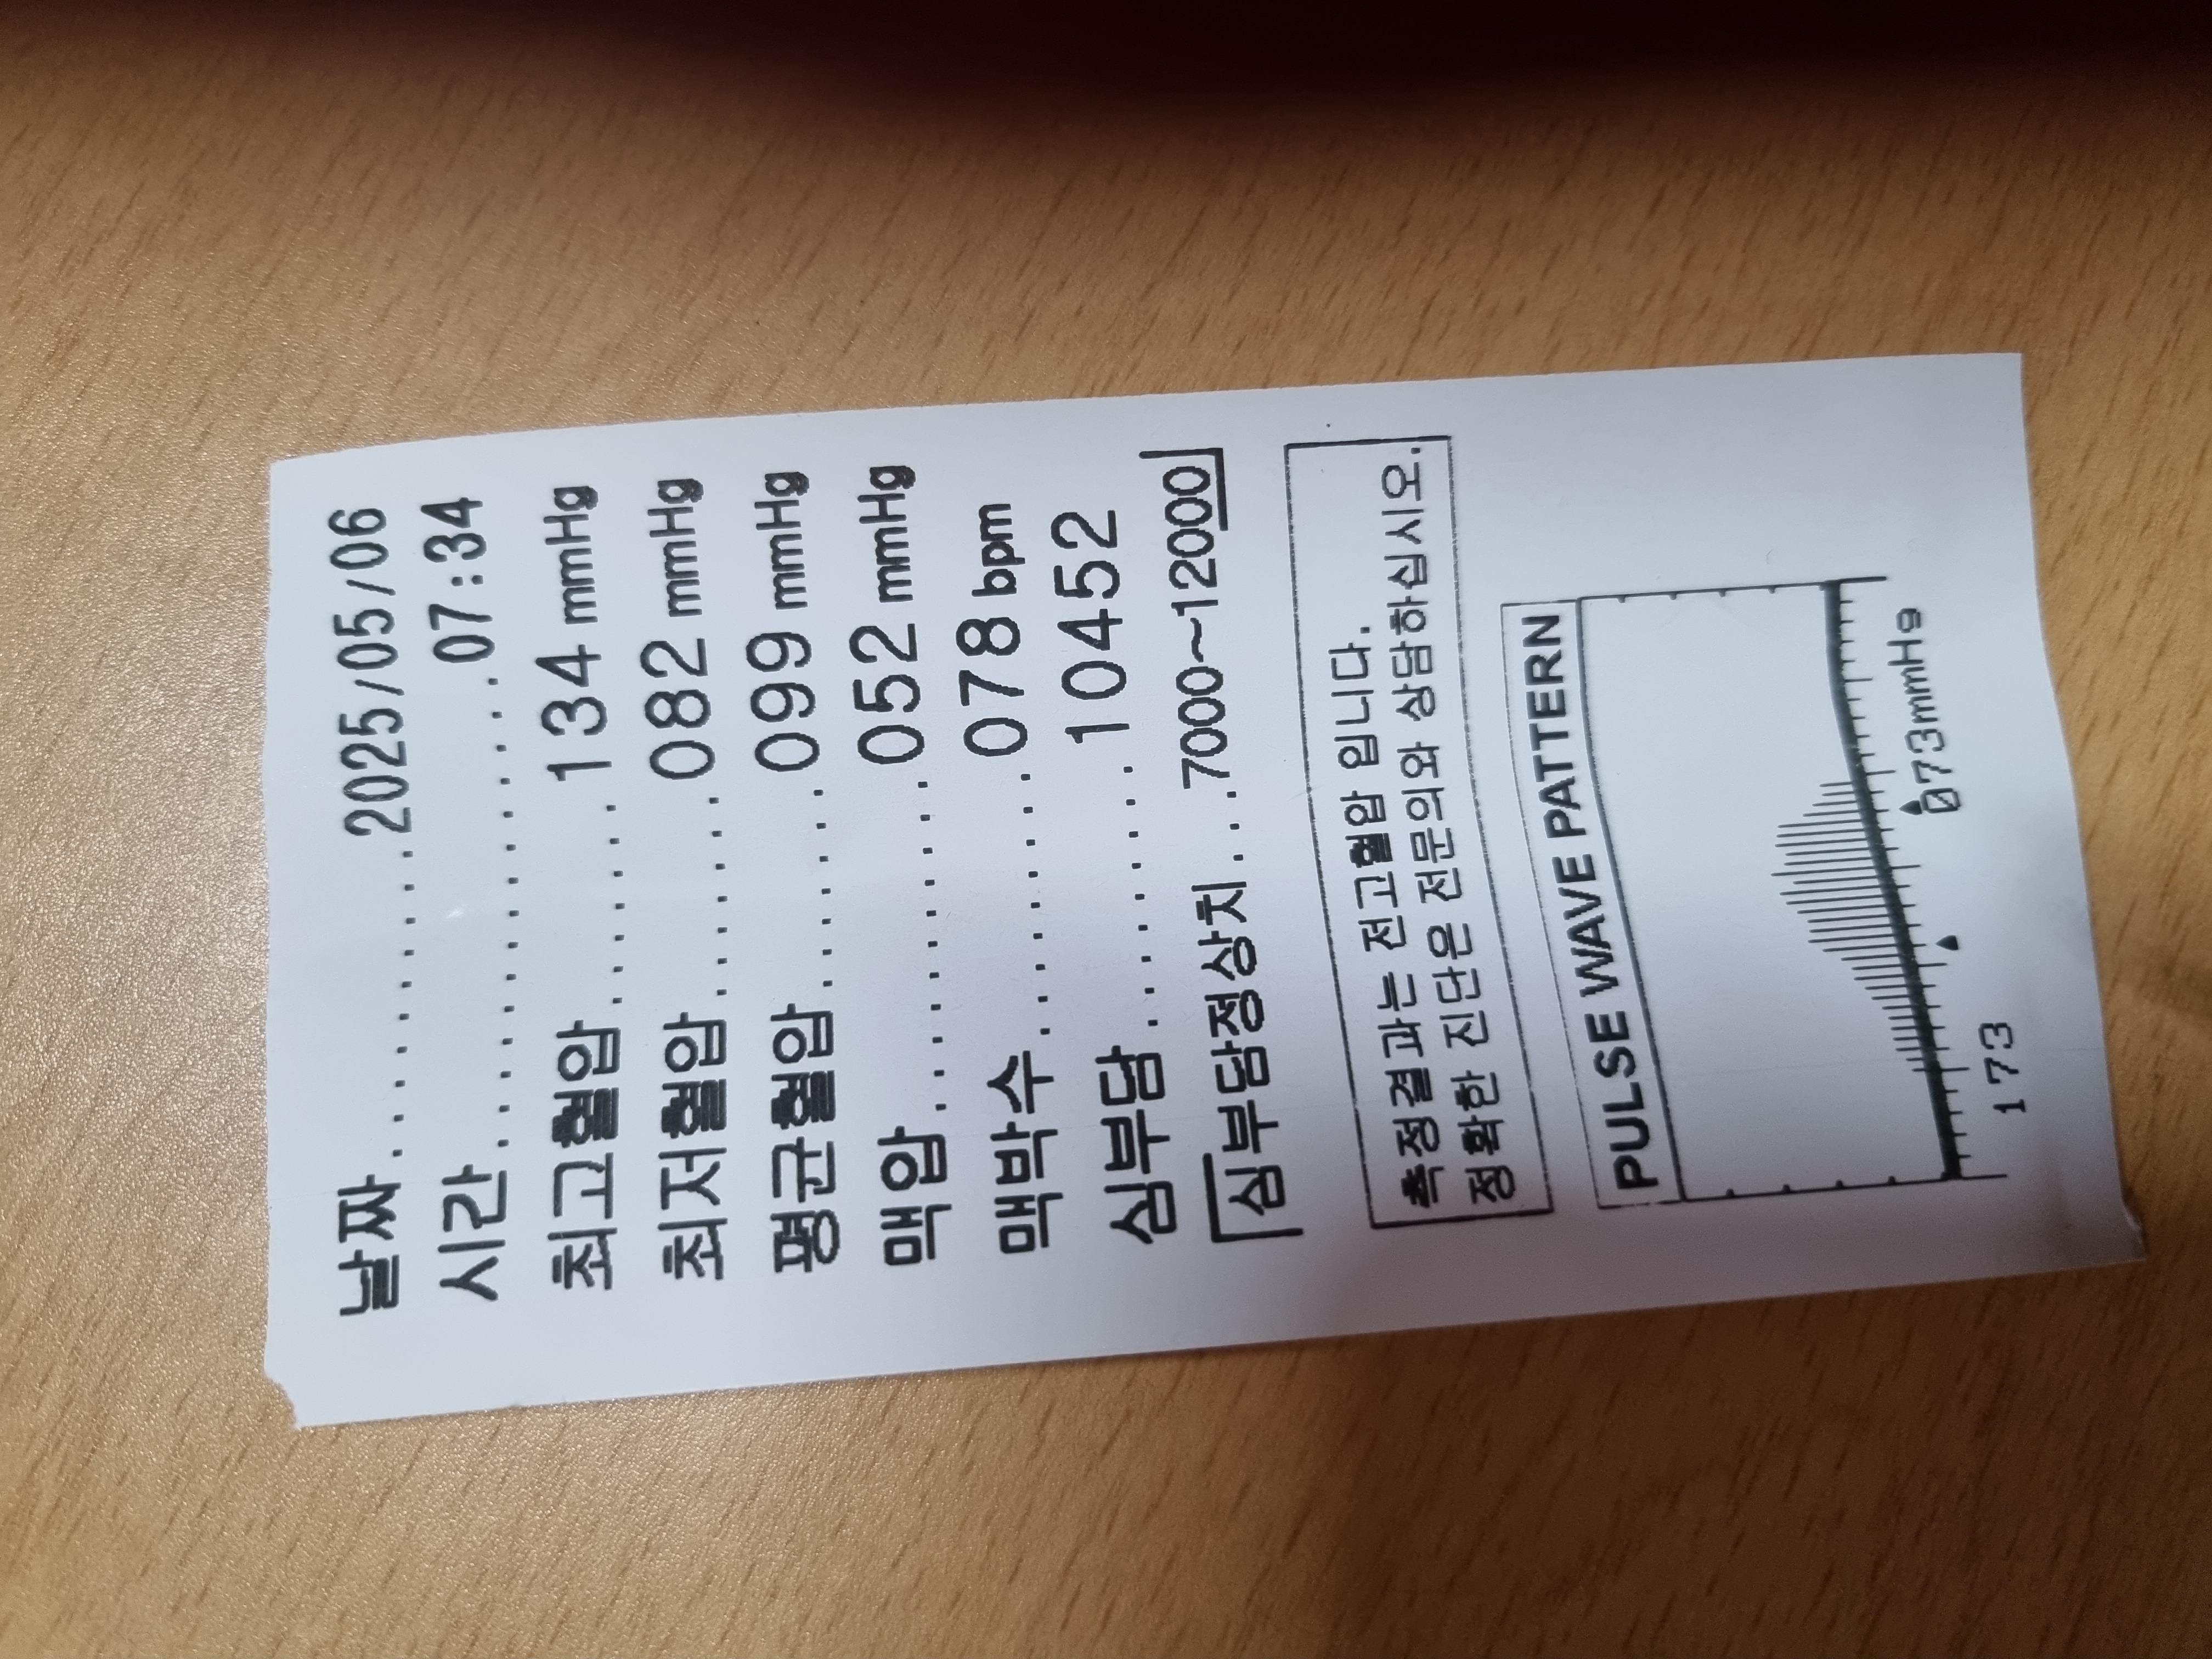 날짜............2025/05/06
시간...............07:34
최고혈압.......134 mmHg
최저혈압.......082 mmHg
평균혈압.......099 mmHg
맥압...........052 mmHg
맥박수.........078 bpm
심부담.........10452
[심부담정상치...7000~12000]
측정결과는 전고혈압 입니다.
정확한 진단은 전문의와 상담하십시오.
PULSE WAVE PATTERN
173 073mmHg